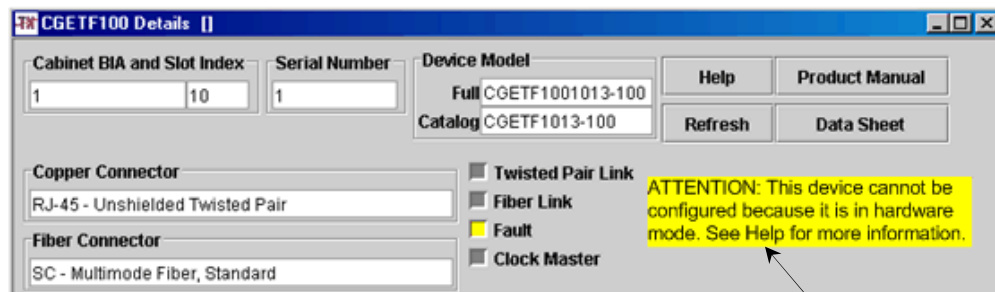 TX CGETF100 Details []
Cabinet BIA and Slot Index
1 10
Serial Number
1
Device Model
Full CGETF1001013-100
Catalog CGETF1013-100
Help
Product Manual
Refresh
Data Sheet
Copper Connector
RJ-45 - Unshielded Twisted Pair
Fiber Connector
SC - Multimode Fiber, Standard
Twisted Pair Link
Fiber Link
Fault
Clock Master
ATTENTION: This device cannot be
configured because it is in hardware
mode. See Help for more information.